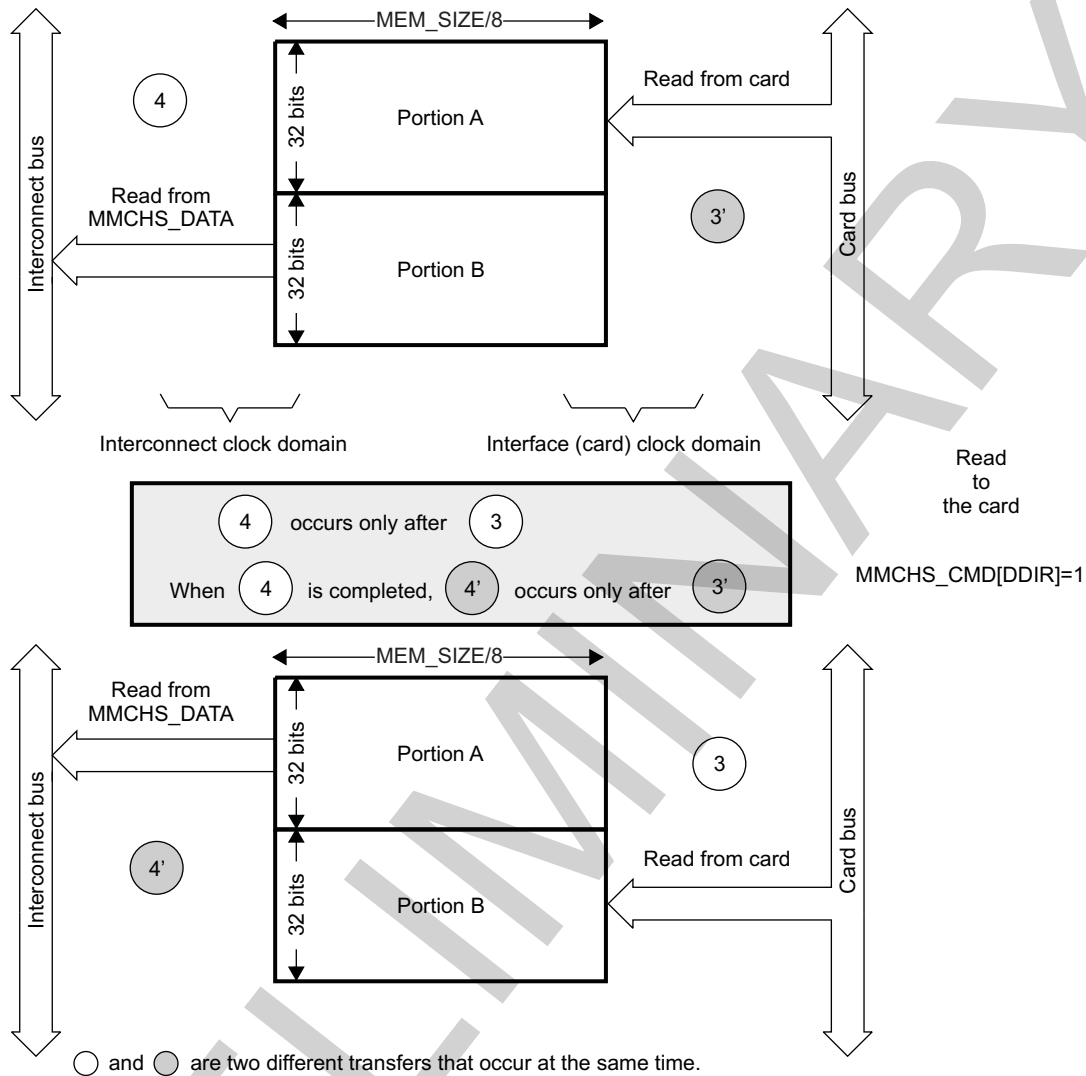 MEM_SIZE/8
Interconnect bus
4
Read from
MMCHS_DATA
32 bits
Portion A
32 bits
Portion B
Read from card
3’
Card bus
Interconnect clock domain
Interface (card) clock domain
Read
to
the card
4 occurs only after 3
When 4 is completed, 4’ occurs only after 3’
MMCHS_CMD[DDIR]=1
MEM_SIZE/8
Interconnect bus
Read from
MMCHS_DATA
4’
32 bits
Portion A
32 bits
Portion B
3
Read from card
Card bus
and are two different transfers that occur at the same time.